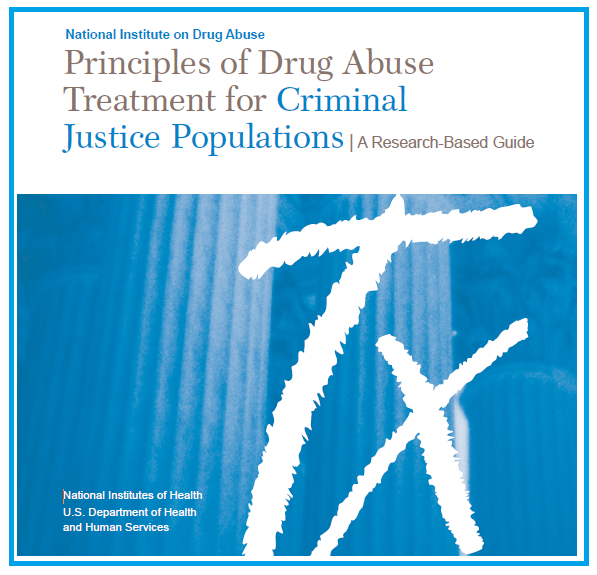 National Institute on Drug Abuse
Principles of Drug Abuse
Treatment for Criminal
Justice Populations | A Research-Based Guide
Tx
National Institutes of Health
U.S. Department of Health
and Human Services